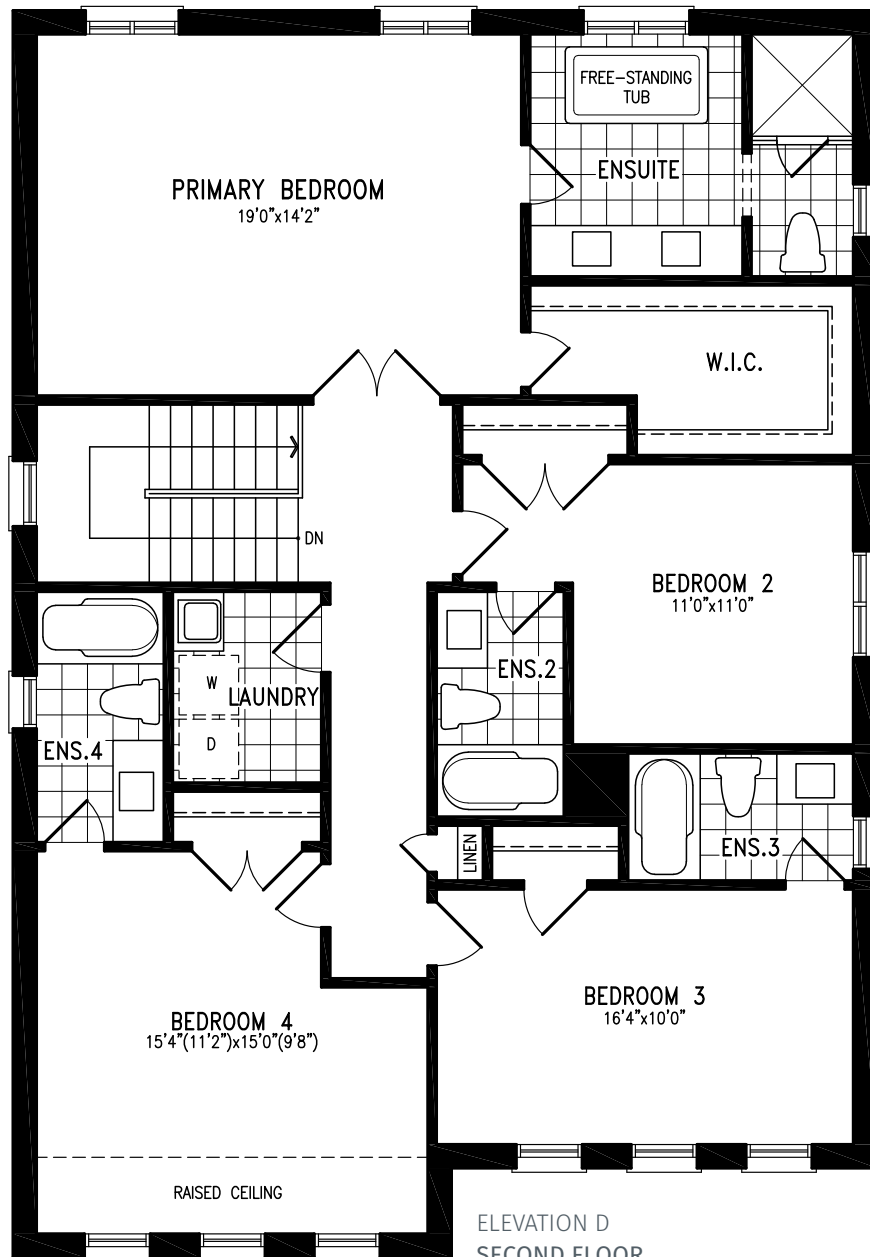 FREE-STANDING
TUB
ENSUITE
PRIMARY BEDROOM
19'0"x14'2"
W.I.C.
DN
BEDROOM 2
11'0"x11'0"
ENS.2
W
LAUNDRY
D
ENS.4
ENS.3
LINEN
BEDROOM 3
16'4"x10'0"
BEDROOM 4
15'4"(11'2")x15'0"(9'8")
RAISED CEILING
ELEVATION D
SECOND FLOOR